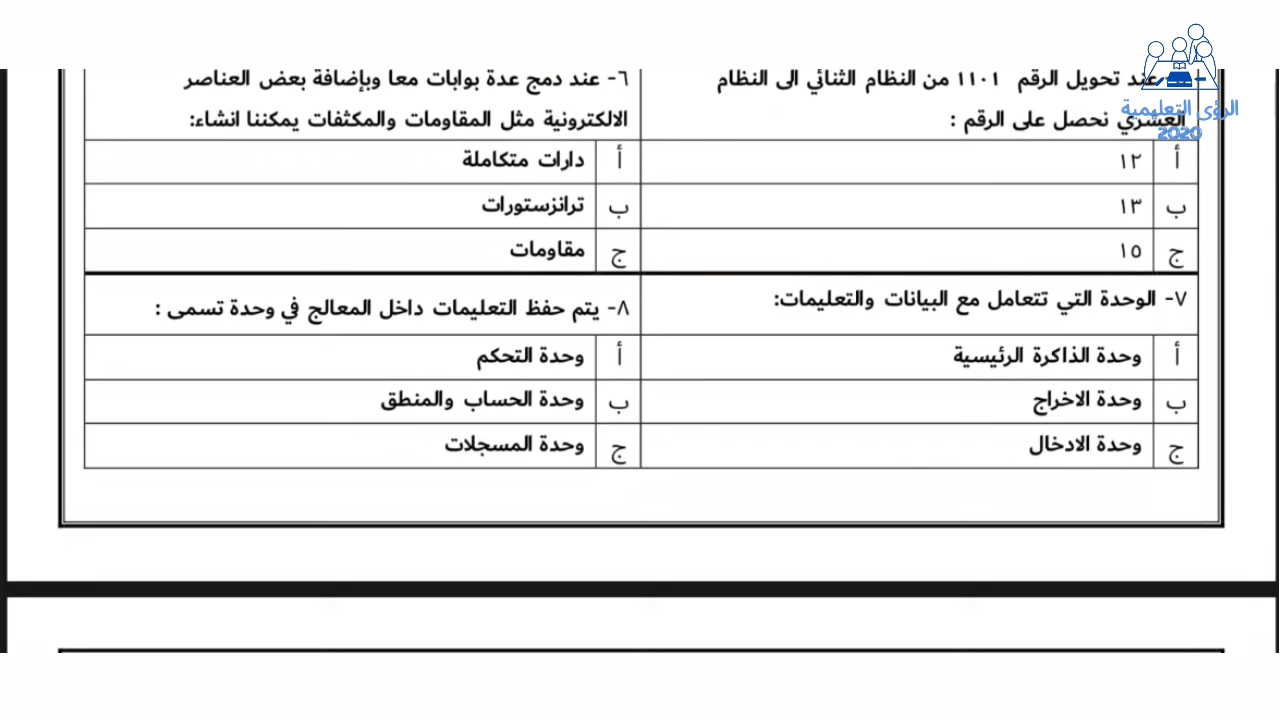 الرؤى التعليمية
2020
عند تحويل الرقم ١١٠١ من النظام الثنائي الى النظام
العشري نحصل على الرقم :
أ ١٢
ب ١٣
ج ١٥
٦- عند دمج عدة بوابات معا وبإضافة بعض العناصر
الالكترونية مثل المقاومات والمكثفات يمكننا انشاء:
أ دارات متكاملة
ب ترانزستورات
ج مقاومات
٧- الوحدة التي تتعامل مع البيانات والتعليمات:
أ وحدة الذاكرة الرئيسية
ب وحدة الاخراج
ج وحدة الادخال
٨- يتم حفظ التعليمات داخل المعالج في وحدة تسمى :
أ وحدة التحكم
ب وحدة الحساب والمنطق
ج وحدة المسجلات